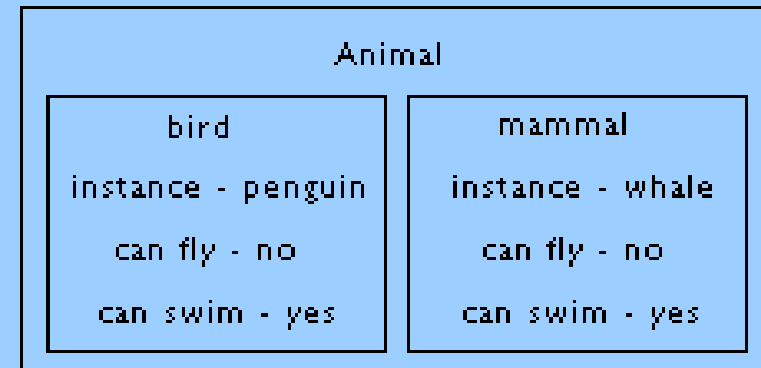 Animal
bird
instance - penguin
can fly - no
can swim - yes
mammal
instance - whale
can fly - no
can swim - yes